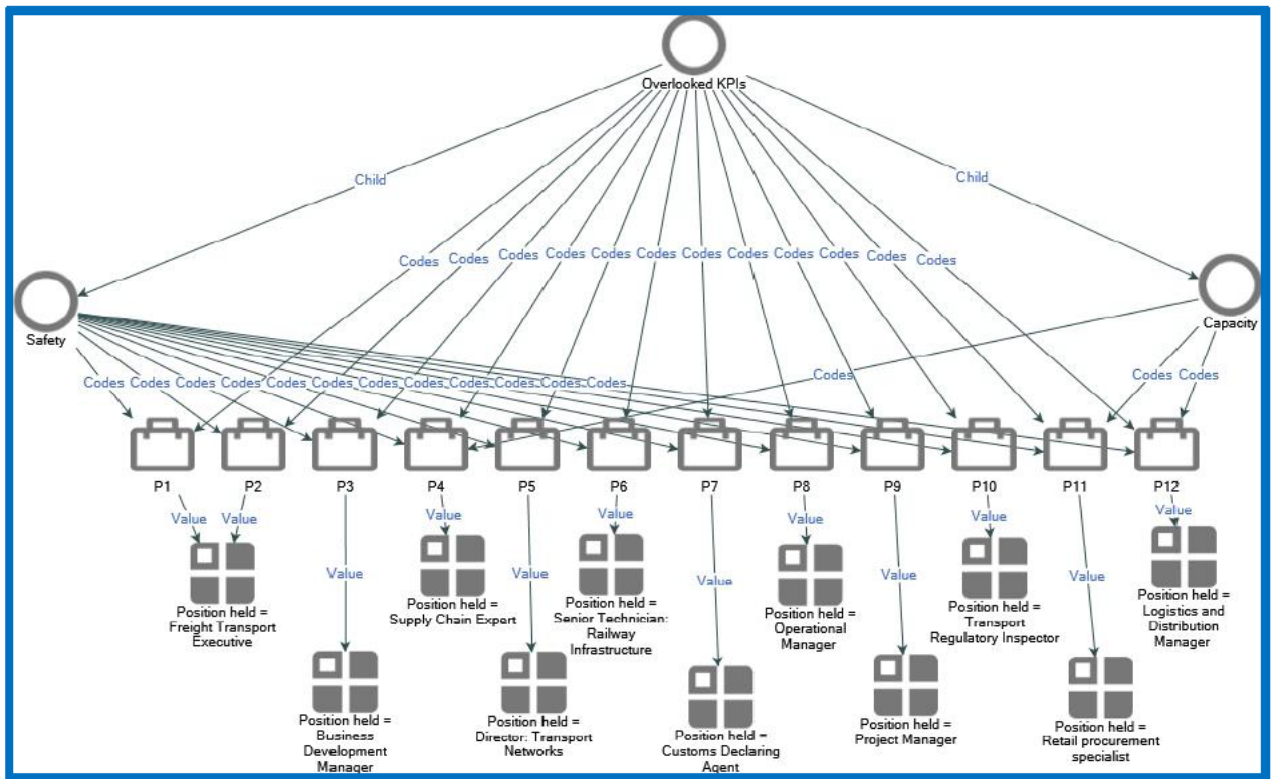 Overlooked KPIs
Child
Child
Codes Codes Codes Codes Codes Codes Codes Codes Codes Codes Codes Codes
Safety
Capacity
Codes Codes Codes Codes Codes Codes Codes Codes Codes Codes Codes Codes
Codes Codes Codes
P1 P2 P3 P4 P5 P6 P7 P8 P9 P10 P11 P12
Value Value Value Value Value Value Value
Value Value Value Value Value
Position held =
Freight Transport
Executive
Position held =
Supply Chain Expert
Position held =
Senior Technician:
Railway
Infrastructure
Position held =
Operational
Manager
Position held =
Transport
Regullatory Inspector
Position held =
Logistics and
Distribution
Manager
Position held =
Business
Development
Manager
Position held =
Director: Transport
Networks
Position held =
Customs Declaring
Agent
Position held =
Project Manager
Position held =
Retail procurement
specialist